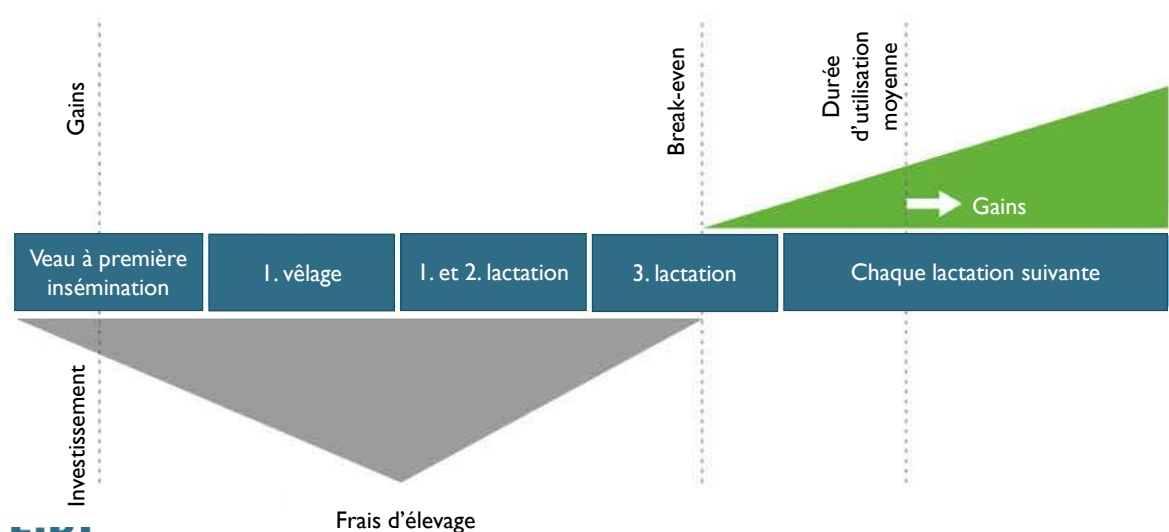 Gains
Break-even
Durée
d'utilisation
moyenne
Gains
Veau à première
insémination
1. vêlage
1. et 2. lactation
3. lactation
Chaque lactation suivante
Investissement
Frais d'élevage